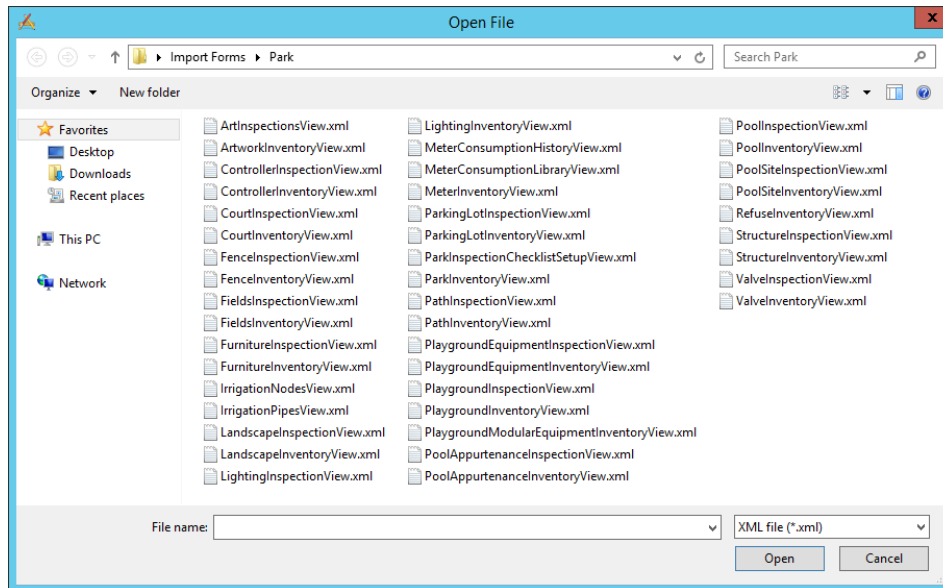 Open File
x
Import Forms Park
Search Park
Organize New folder
Favorites
Desktop
Downloads
Recent places
This PC
Network
ArtInspectionsView.xml
ArtworkInventoryView.xml
ControllerInspectionView.xml
ControllerInventoryView.xml
CourtInspectionView.xml
CourtInventoryView.xml
FenceInspectionView.xml
FenceInventoryView.xml
FieldsInspectionView.xml
FieldsInventoryView.xml
FurnitureInspectionView.xml
FurnitureInventoryView.xml
IrrigationNodesView.xml
IrrigationPipesView.xml
LandscapeInspectionView.xml
LandscapeInventoryView.xml
LightingInspectionView.xml
LightingInventoryView.xml
MeterConsumptionHistoryView.xml
MeterConsumptionLibraryView.xml
MeterInventoryView.xml
ParkingLotInspectionView.xml
ParkingLotInventoryView.xml
ParkInspectionChecklistSetupView.xml
ParkInventoryView.xml
PathInspectionView.xml
PathInventoryView.xml
PlaygroundEquipmentInspectionView.xml
PlaygroundEquipmentInventoryView.xml
PlaygroundInspectionView.xml
PlaygroundInventoryView.xml
PlaygroundModularEquipmentInventoryView.xml
PoolAppurtenanceInspectionView.xml
PoolAppurtenanceInventoryView.xml
PoolInspectionView.xml
PoolInventoryView.xml
PoolSiteInspectionView.xml
PoolSiteInventoryView.xml
RefuseInventoryView.xml
StructureInspectionView.xml
StructureInventoryView.xml
ValveInspectionView.xml
ValveInventoryView.xml
File name:
XML file (*.xml)
Open Cancel